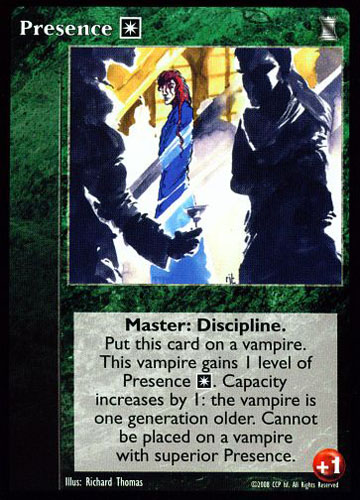 Presence
Master: Discipline.
Put this card on a vampire.
This vampire gains 1 level of
Presence . Capacity
increases by 1: the vampire is
one generation older. Cannot
be placed on a vampire
with superior Presence.
+1
Illus: Richard Thomas
©2008 CCP hf. All Rights Reserved